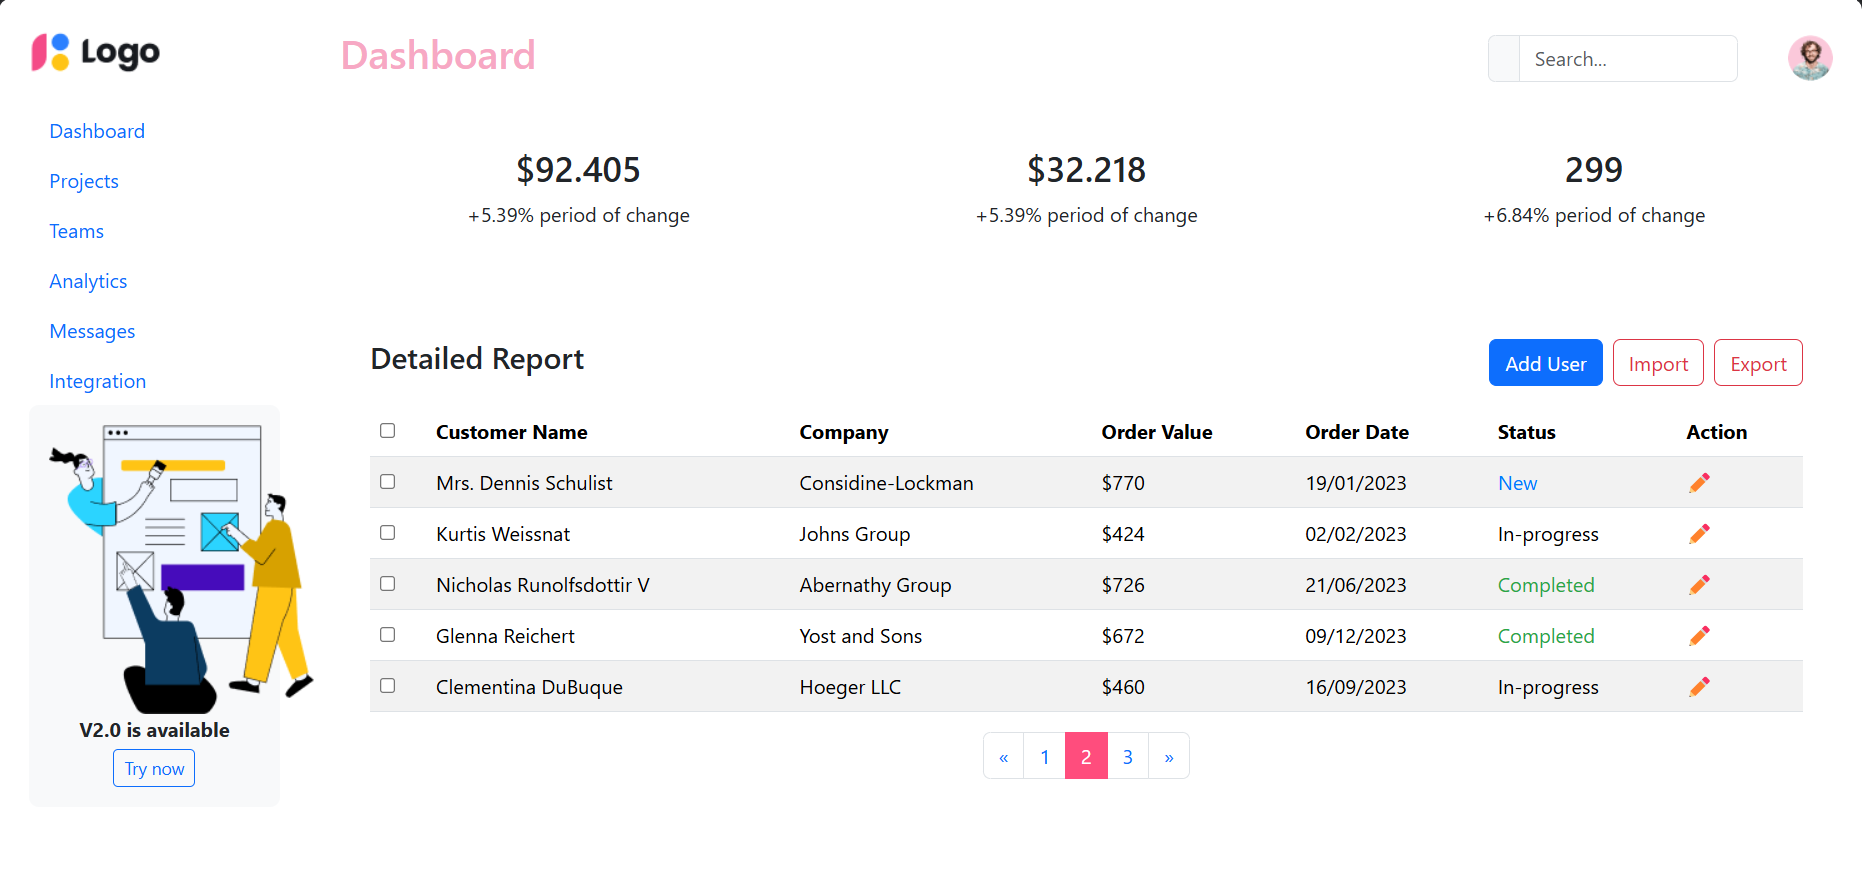 Logo
Dashboard
Search...
Dashboard
Projects
Teams
Analytics
Messages
Integration
$92.405
+5.39% period of change
$32.218
+5.39% period of change
299
+6.84% period of change
Detailed Report
Add User
Import
Export
Customer Name Company Order Value Order Date Status Action
Mrs. Dennis Schulist Considine-Lockman $770 19/01/2023 New
Kurtis Weissnat Johns Group $424 02/02/2023 In-progress
Nicholas Runolfsdottir V Abernathy Group $726 21/06/2023 Completed
Glenna Reichert Yost and Sons $672 09/12/2023 Completed
Clementina DuBuque Hoeger LLC $460 16/09/2023 In-progress
« 1 2 3 »
V2.0 is available
Try now